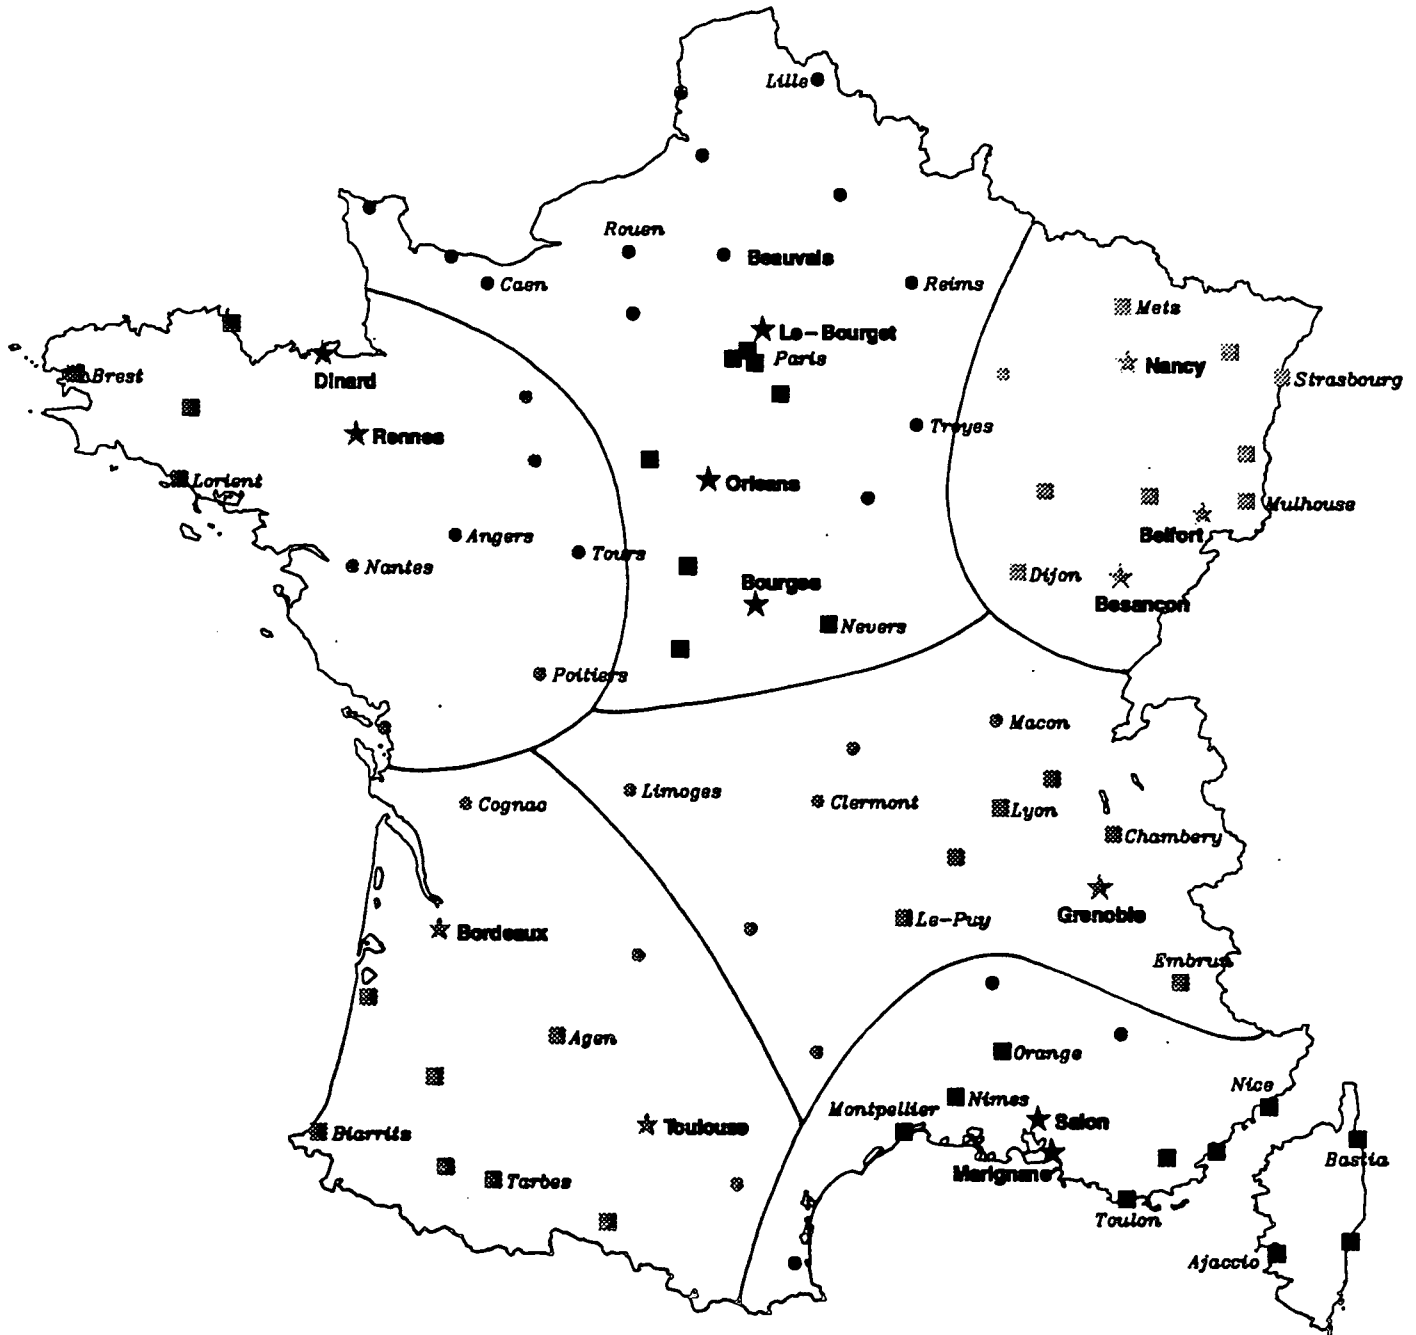 Lille
Rouen
Beauvais
Caen
Reims
Mets
Le-Bourget
Paris
Nancy
Brest
Dinard
Strasbourg
Rennes
Troyes
Lorient
Orleans
Mulhouse
Belfort
Angers
Tours
Nantes
Dijon
Bourges
Besancon
Nevers
Poitiers
Macon
Limoges
Cognac
Clermont
Lyon
Chambery
Grenoble
Le-Puy
Bordeaux
Embrun
Agen
Orange
Nice
Nimes
Montpellier
Salon
Toulouse
Biarrits
Bastia
Marignane
Tarbes
Toulon
Ajaccio